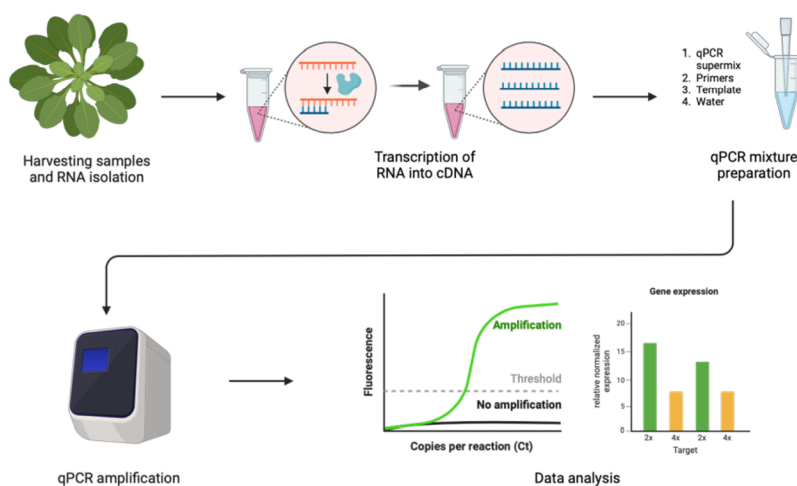 1. qPCR
supermix
2. Primers
3. Template
4. Water
Harvesting samples
and RNA isolation
Transcription of
RNA into cDNA
qPCR mixture
preparation
Fluorescence
Amplification
Threshold
No amplification
Copies per reaction (Ct)
Gene expression
relative normalized
expression
20
15
10
5
0
2x 4x 2x 4x
Target
qPCR amplification
Data analysis